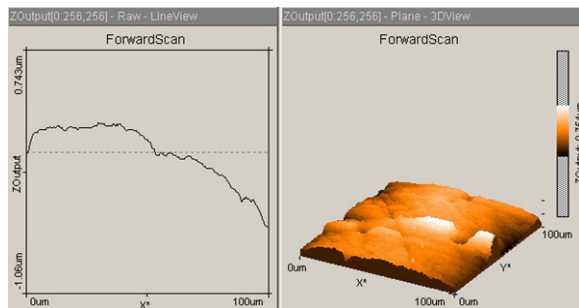 ZOutput[0:256,256] - Raw - LineView
ForwardScan
0.743um
ZOutput
-1.06um
0um
X*
100um
ZOutput[0:256,256] - Plane - 3DView
ForwardScan
100um
0um
X*
Y*
100um
0um